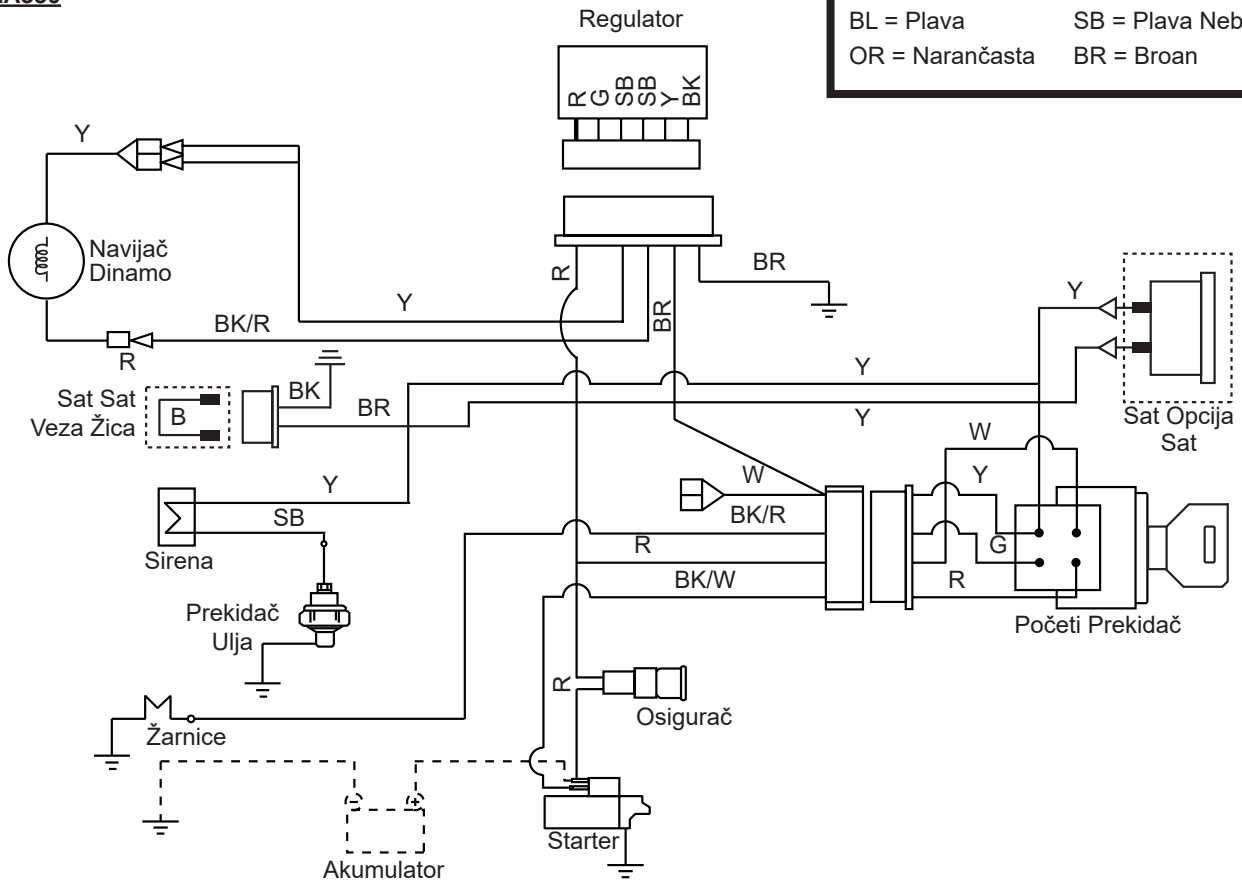 Regulator
BL = Plava
SB = Plava
OR = Narančasta
BR = Broan
R
G
SB
SB
Y
BK
Y
Navijač
Dinamo
R
BR
Y
BR
BK/R
R
Y
Y
Sat Sat
Veza Žica
B
BK
BR
Y
Sat Opcija
Sat
W
W
Y
Y
BK/R
SB
R
G
Sirena
BK/W
R
Prekidač
Ulja
Početi Prekidač
R
Osigurač
Žarnice
Starter
Akumulator